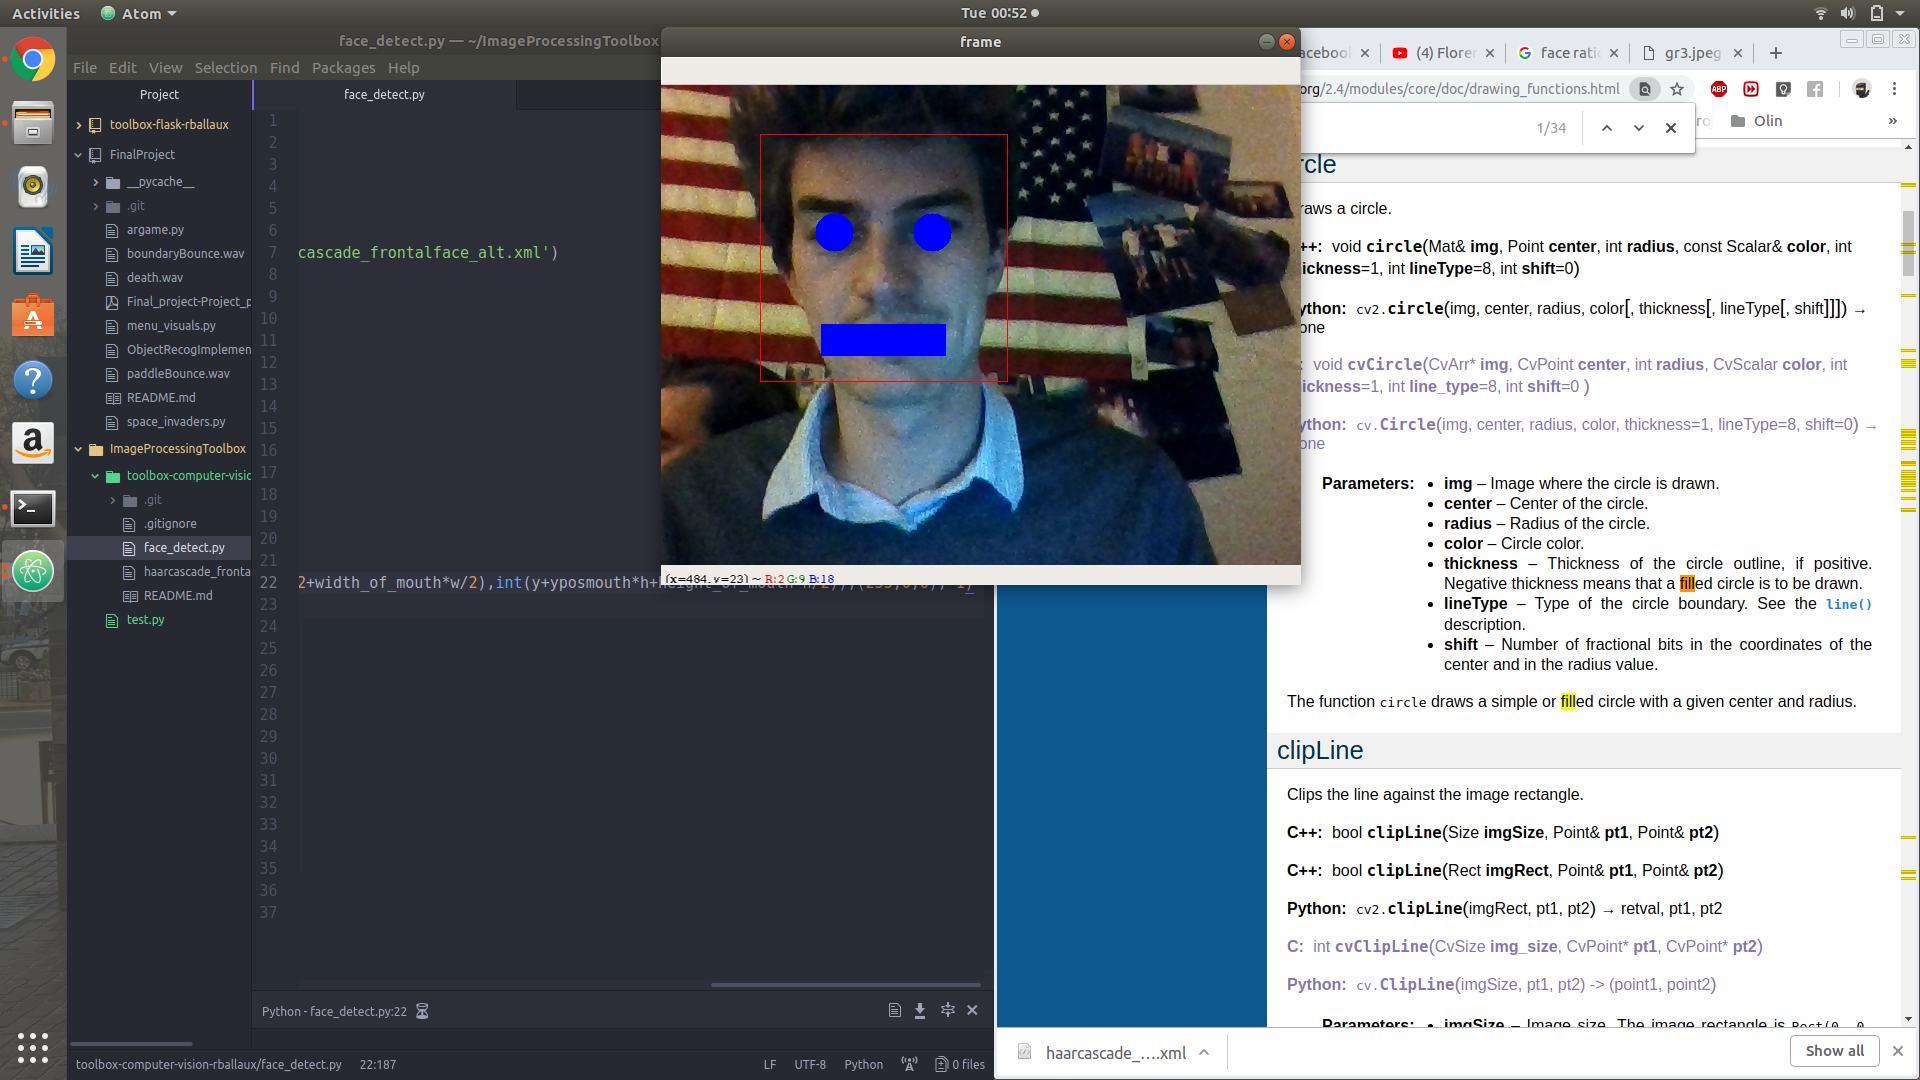 Activities
Atom
Tue 00:52
face_detect.py — ~/ImageProcessingToolbox
File Edit View Selection Find Packages Help
Project
face_detect.py
toolbox-flask-rballaux
FinalProject
__pycache__
.git
argame.py
boundaryBounce.wav
death.wav
Final_project-Project_p
menu_visuals.py
ObjectRecogImplemen
paddleBounce.wav
README.md
space_invaders.py
ImageProcessingToolbox
toolbox-computer-visio
.git
.gitignore
face_detect.py
haarcascade_fronta
README.md
test.py
1
2
3
4
5
6
7 cascade_frontalface_alt.xml')
8
9
10
11
12
13
14
15
16
17
18
19
20
21
22 2+width_of_mouth*w/2),int(y+yposmouth*h+
23
24
25
26
27
28
29
30
31
32
33
34
35
36
37
Python - face_detect.py:22
toolbox-computer-vision-rballaux/face_detect.py 22:187
LF UTF-8 Python 0 files
frame
(x=484, y=23) ~ R:2 G:9 B:18
acebook (4) Floren face rati gr3.jpeg
org/2.4/modules/core/doc/drawing_functions.html
ABP
1/34
Olin
»
rcle
raws a circle.
++: void circle(Mat& img, Point center, int radius, const Scalar& color, int
ickness=1, int lineType=8, int shift=0)
ython: cv2.circle(img, center, radius, color[, thickness[, lineType[, shift]]]) →
one
: void cvCircle(CvArr* img, CvPoint center, int radius, CvScalar color, int
ickness=1, int line_type=8, int shift=0 )
ython: cv.Circle(img, center, radius, color, thickness=1, lineType=8, shift=0) →
one
Parameters:
• img – Image where the circle is drawn.
• center – Center of the circle.
• radius – Radius of the circle.
• color – Circle color.
• thickness – Thickness of the circle outline, if positive.
Negative thickness means that a filled circle is to be drawn.
• lineType – Type of the circle boundary. See the line()
description.
• shift – Number of fractional bits in the coordinates of the
center and in the radius value.
The function circle draws a simple or filled circle with a given center and radius.
clipLine
Clips the line against the image rectangle.
C++: bool clipLine(Size imgSize, Point& pt1, Point& pt2)
C++: bool clipLine(Rect imgRect, Point& pt1, Point& pt2)
Python: cv2.clipLine(imgRect, pt1, pt2) → retval, pt1, pt2
C: int cvClipLine(CvSize img_size, CvPoint* pt1, CvPoint* pt2)
Python: cv.ClipLine(imgSize, pt1, pt2) -> (point1, point2)
Parameters: • imgSize – Image size. The image rectangle is Rect(0, 0,
haarcascade_....xml
Show all